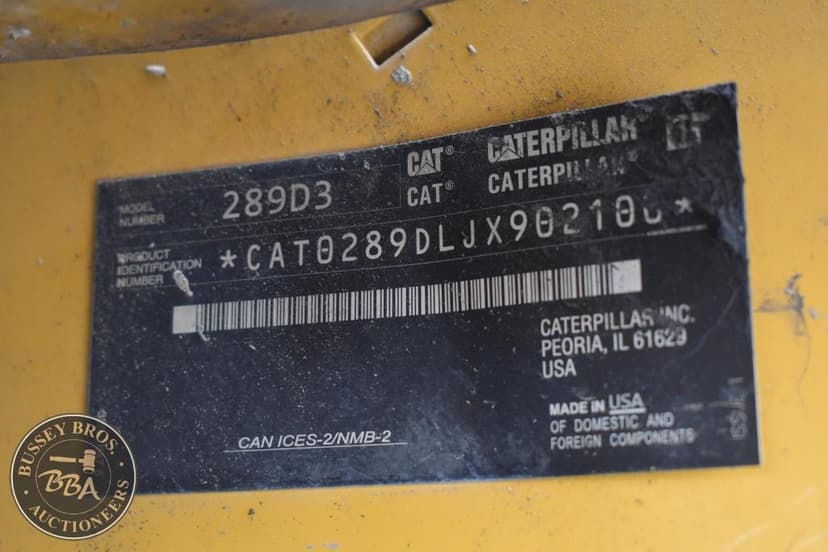 CAT® CATERPILLAR
MODEL NUMBER 289D3 CAT® CATERPILLAR
PRODUCT
IDENTIFICATION
NUMBER *CAT0289DLJX902100*
CATERPILLAR INC.
PEORIA, IL 61629
USA
MADE IN USA
OF DOMESTIC AND
FOREIGN COMPONENTS
CAN ICES-2/NMB-2
BUSSEY BROS.
BBA
AUCTIONEERS